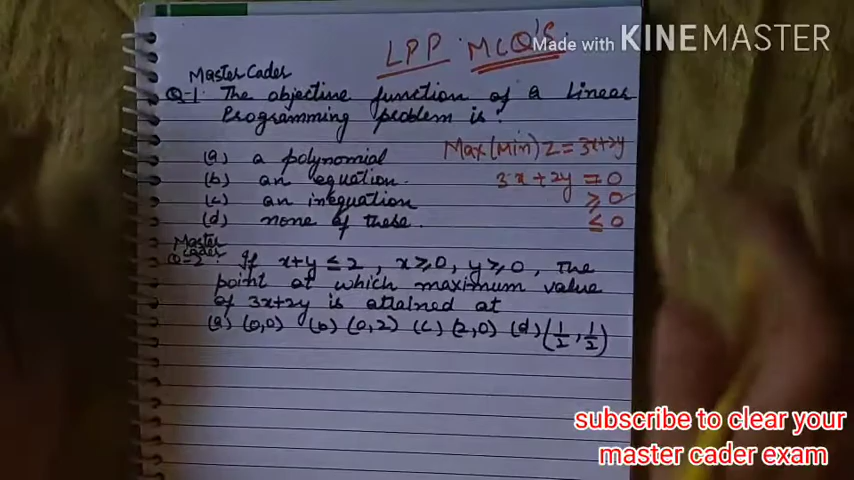 LPP MCQ'S
Made with KINEMASTER
Master Cader
Q-1. The objective function of a Linear
Programming problem is :
(a) a polynomial
(b) an equation.
(c) an inequation
(d) none of these.
Max(Min) Z = 3x+2y
3x+2y = 0
≥ 0
≤ 0
Master
Cader
Q-2. If x+y ≤ 2, x ≥ 0, y ≥ 0, The
point at which maximum value
of 3x+2y is attained at
(a) (0,0) (b) (0,2) (c) (2,0) (d) (1/2, 1/2)
subscribe to clear your
master cader exam